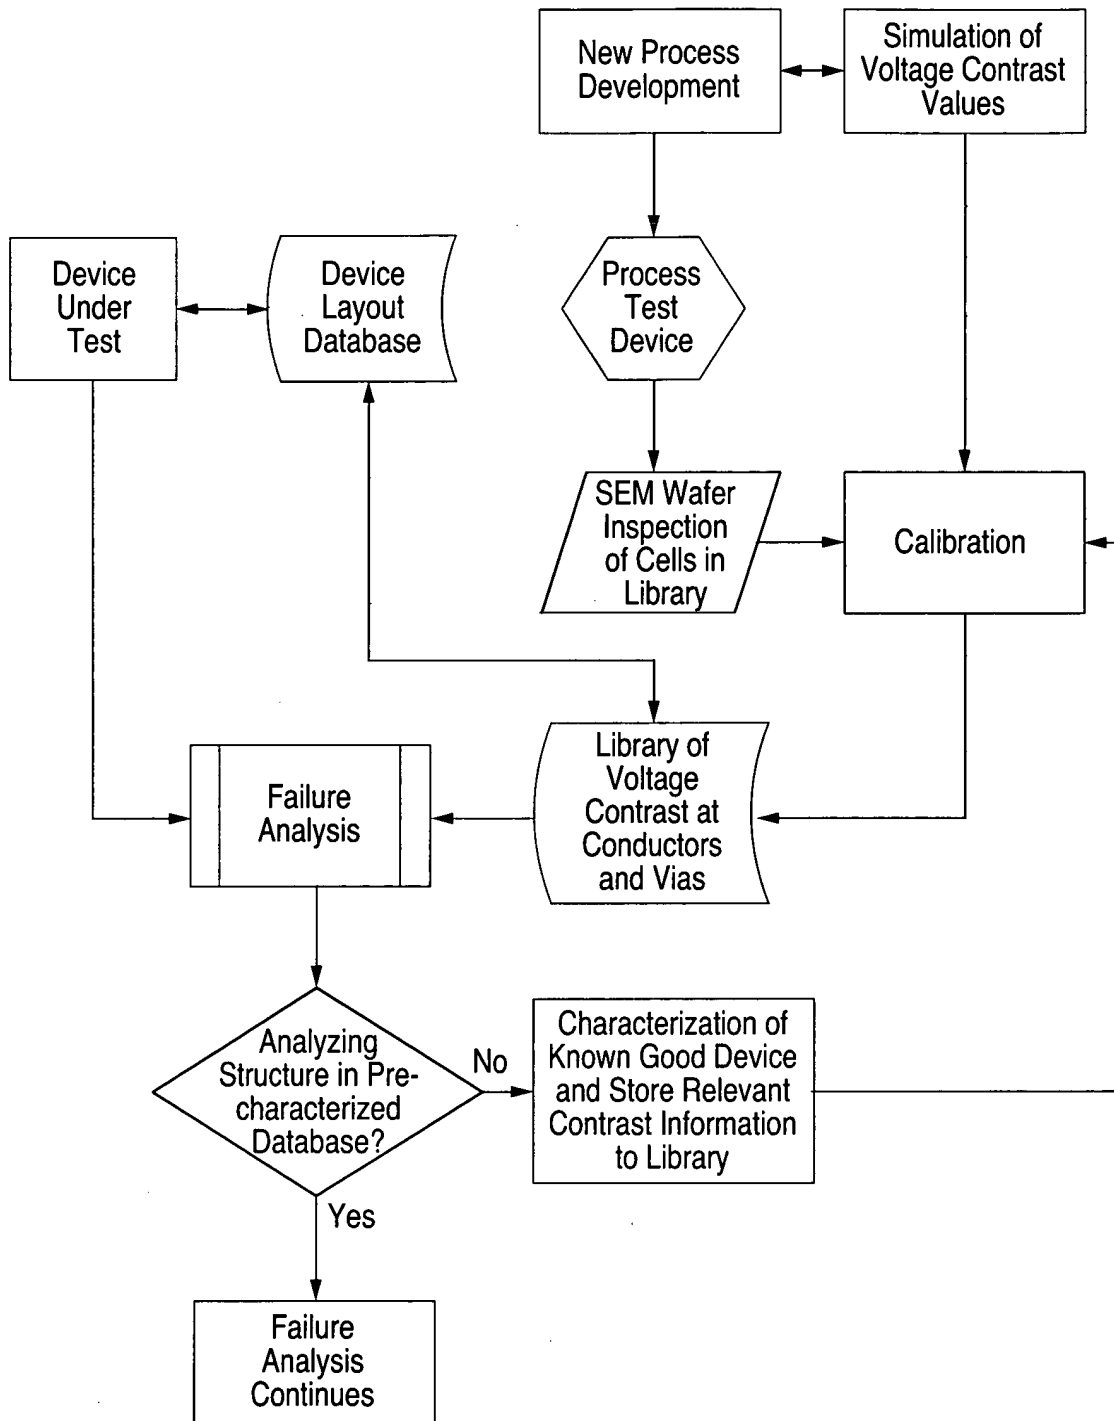 New Process
Development
Simulation of
Voltage Contrast
Values
Device
Under
Test
Device
Layout
Database
Process
Test
Device
SEM Wafer
Inspection
of Cells in
Library
Calibration
Failure
Analysis
Library of
Voltage
Contrast at
Conductors
and Vias
Analyzing
Structure in Pre-
characterized
Database?
No
Characterization of
Known Good Device
and Store Relevant
Contrast Information
to Library
Yes
Failure
Analysis
Continues